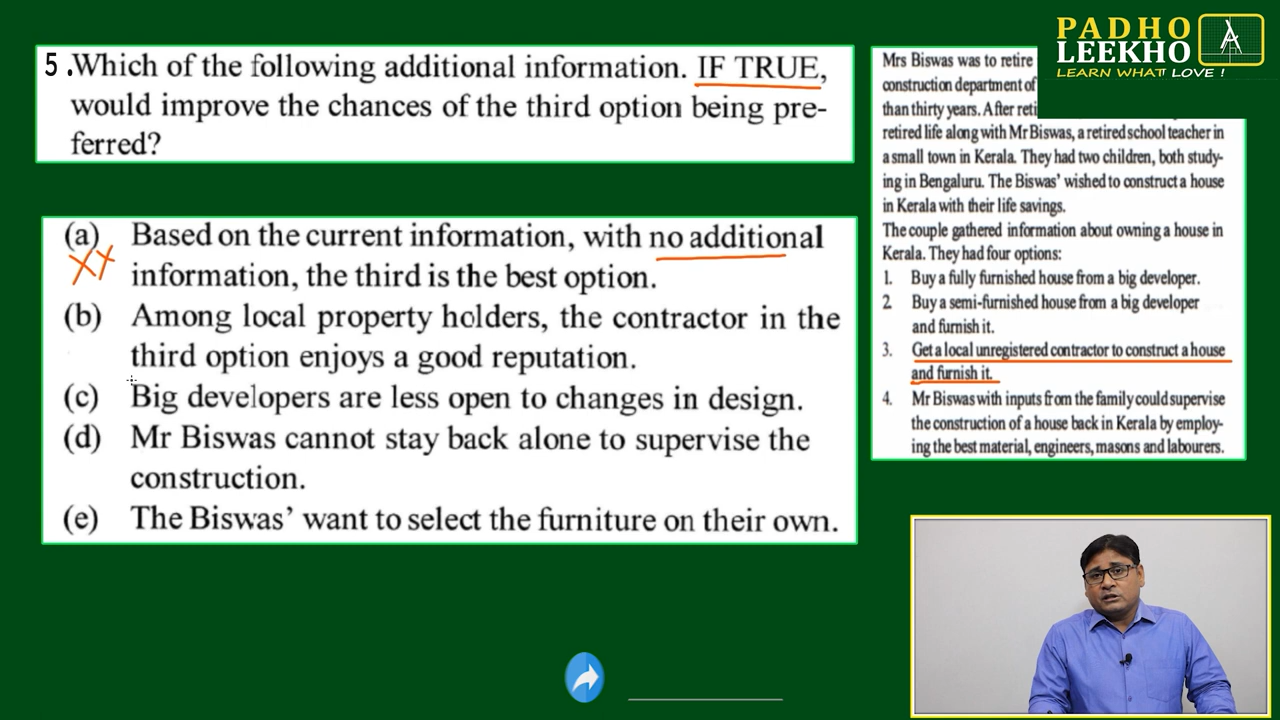 PADHO
LEEKHO
LEARN WHAT LOVE !
5 .Which of the following additional information. IF TRUE,
would improve the chances of the third option being pre-
ferred?
(a) Based on the current information, with no additional
information, the third is the best option.
(b) Among local property holders, the contractor in the
third option enjoys a good reputation.
(c) Big developers are less open to changes in design.
(d) Mr Biswas cannot stay back alone to supervise the
construction.
(e) The Biswas' want to select the furniture on their own.
Mrs Biswas was to retire
construction department of
than thirty years. After reti
retired life along with Mr Biswas, a retired school teacher in
a small town in Kerala. They had two children, both study-
ing in Bengaluru. The Biswas' wished to construct a house
in Kerala with their life savings.
The couple gathered information about owning a house in
Kerala. They had four options:
1. Buy a fully furnished house from a big developer.
2 Buy a semi-furnished house from a big developer
and furnish it.
3. Get a local unregistered contractor to construct a house
and furnish it.
4. Mr Biswas with inputs from the family could supervise
the construction of a house back in Kerala by employ-
ing the best material, engineers, masons and labourers.